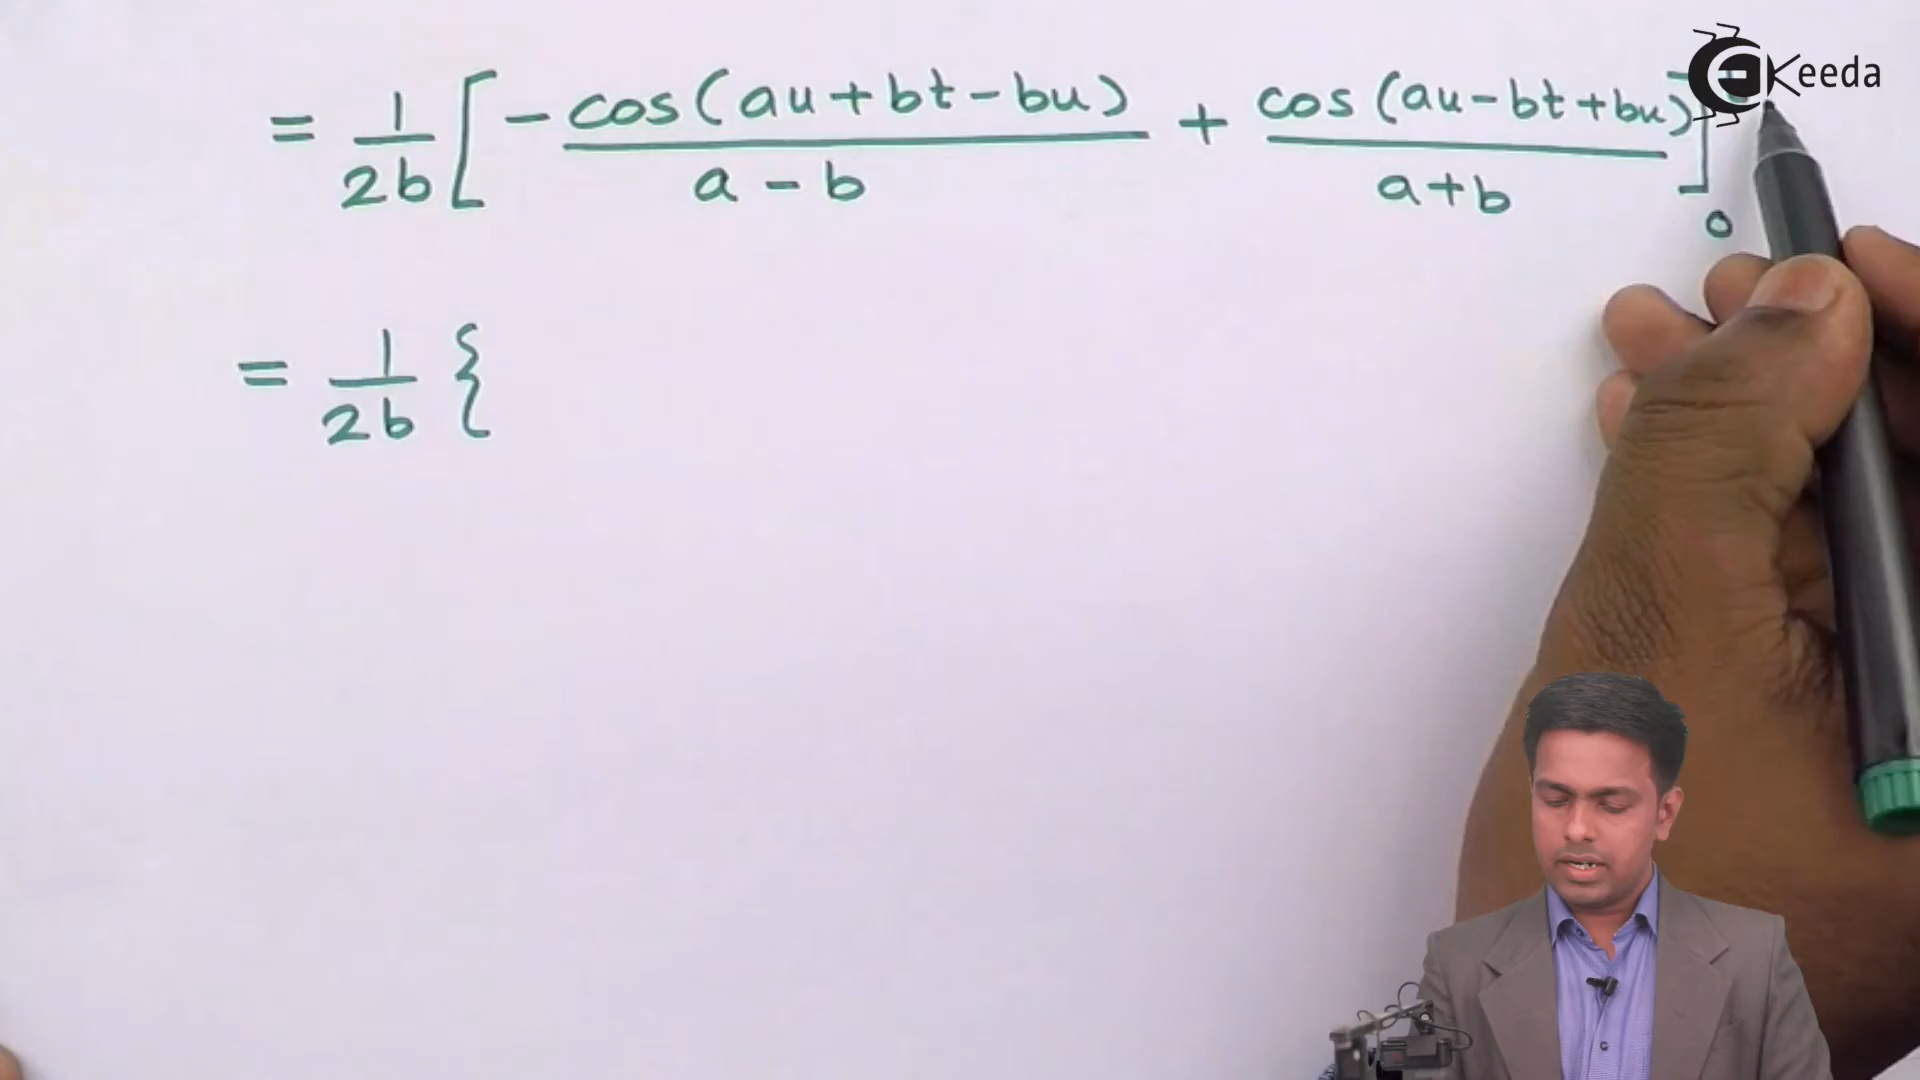 Keeda
= 1/2b [ - cos(au+bt-bu) / a-b + cos(au-bt+bu) / a+b ]₀
= 1/2b {